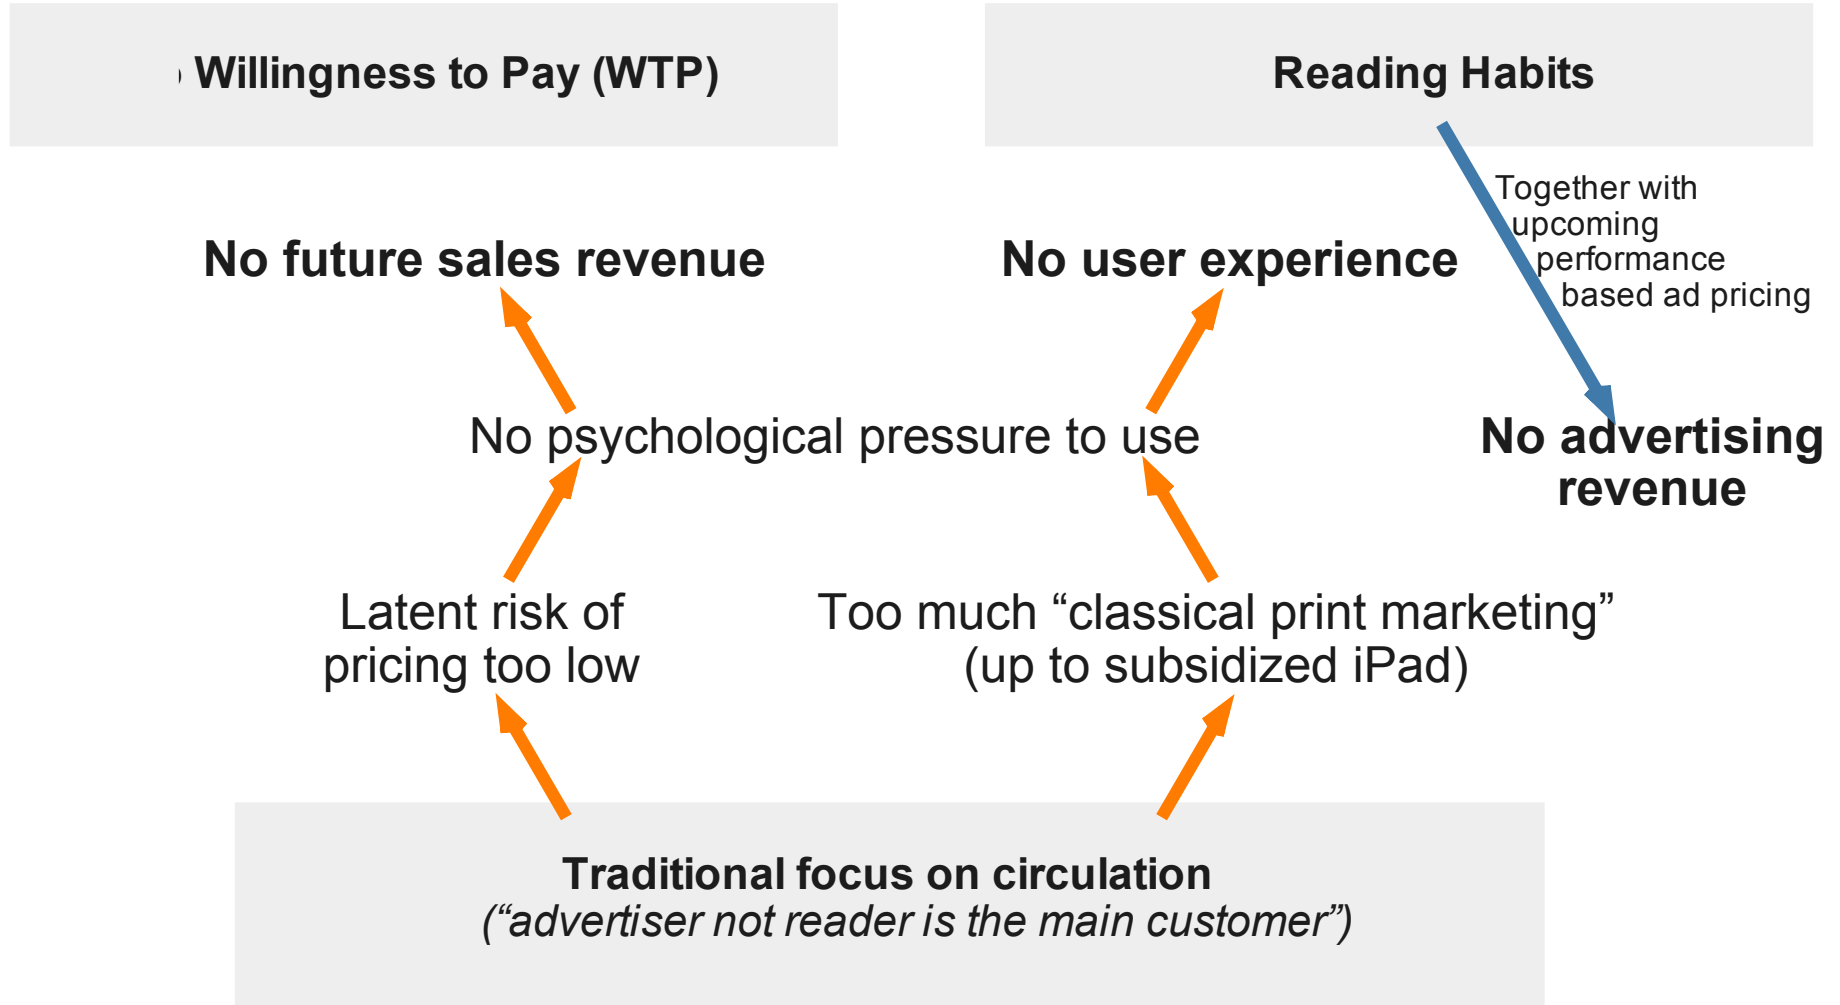 Willingness to Pay (WTP)
Reading Habits
Together with
upcoming
performance
based ad pricing
No future sales revenue
No user experience
No psychological pressure to use
No advertising
revenue
Latent risk of
pricing too low
Too much “classical print marketing”
(up to subsidized iPad)
Traditional focus on circulation
(“advertiser not reader is the main customer”)